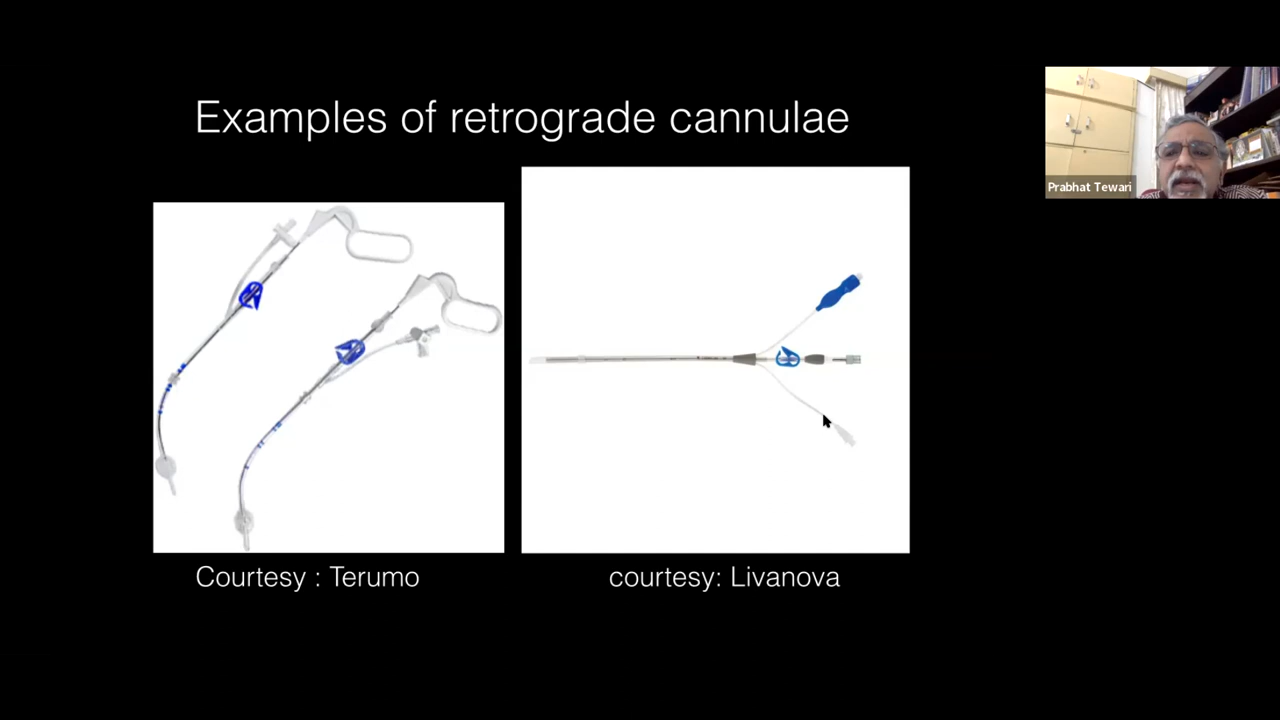 Examples of retrograde cannulae
Prabhat Tewari
Courtesy : Terumo
courtesy: Livanova